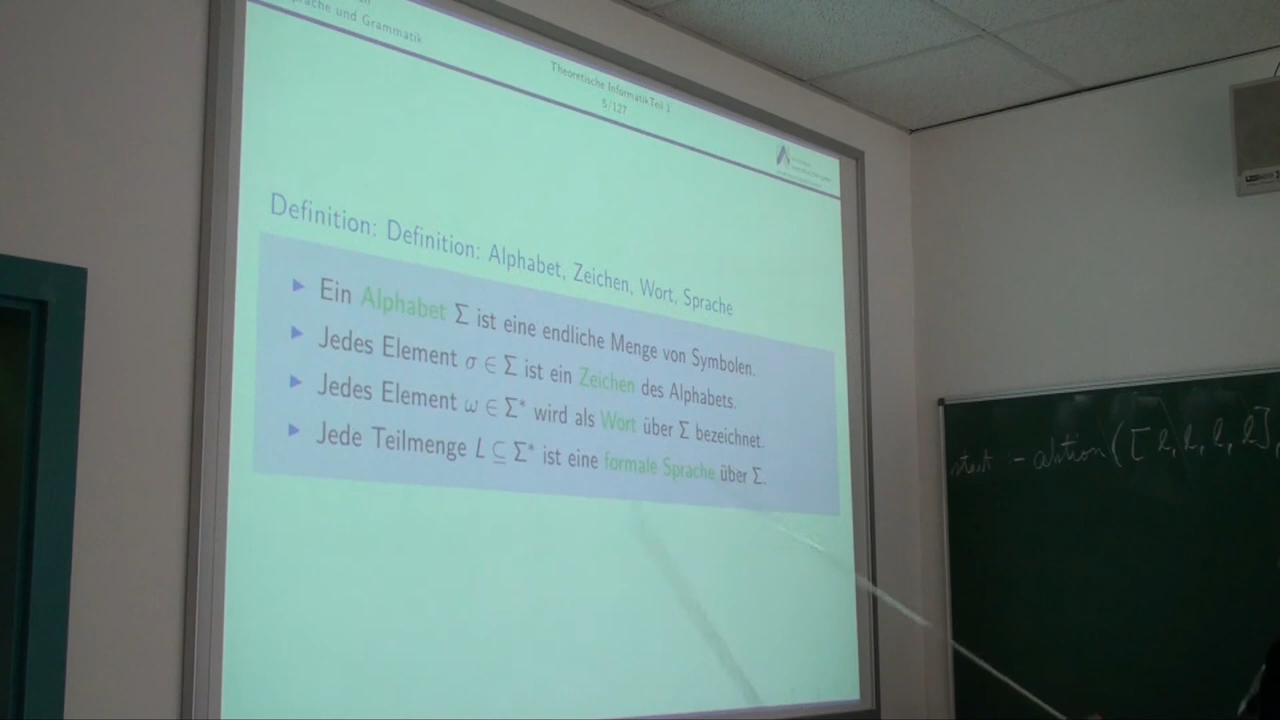 Sprache und Grammatik
Theoretische Informatik Teil 1
5/127
Definition: Definition: Alphabet, Zeichen, Wort, Sprache
Ein Alphabet Σ ist eine endliche Menge von Symbolen.
Jedes Element σ ∈ Σ ist ein Zeichen des Alphabets.
Jedes Element ω ∈ Σ* wird als Wort über Σ bezeichnet.
Jede Teilmenge L ⊆ Σ* ist eine formale Sprache über Σ.
- aktion([l, l, l, l]